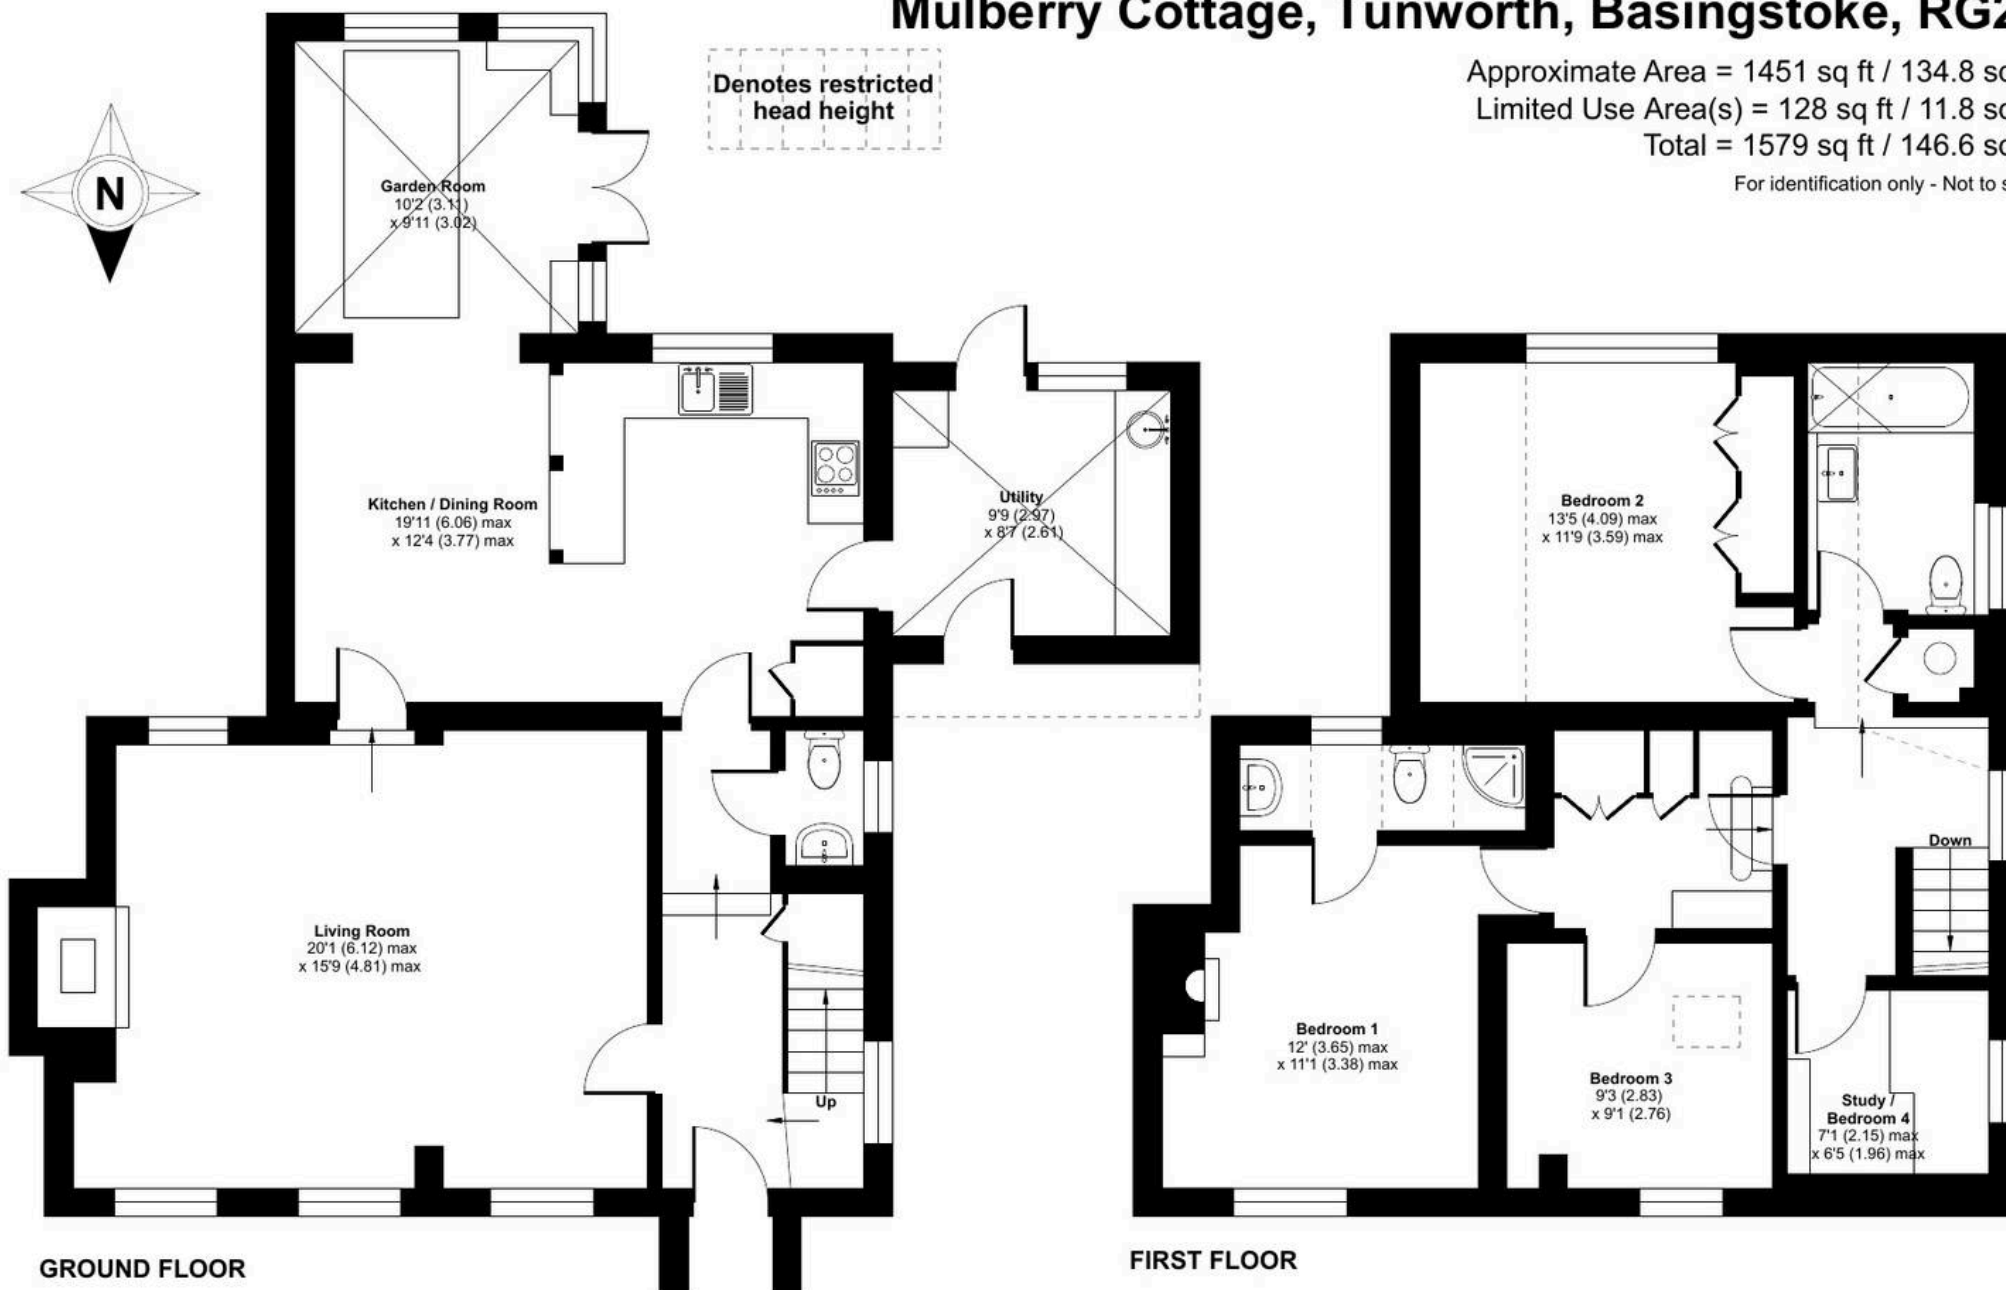 Mulberry Cottage, Tunworth, Basingstoke,
Approximate Area = 1451 sq ft / 134.8
Limited Use Area(s) = 128 sq ft / 11.8
Total = 1579 sq ft / 146.6
For identification only - Not to
Denotes restricted
head height
N
Garden Room
10'2 (3.11)
x 9'11 (3.02)
Kitchen / Dining Room
19'11 (6.06) max
x 12'4 (3.77) max
Utility
9'9 (2.97)
x 8'7 (2.61)
Living Room
20'1 (6.12) max
x 15'9 (4.81) max
Up
GROUND FLOOR
Bedroom 2
13'5 (4.09) max
x 11'9 (3.59) max
Down
Bedroom 1
12' (3.65) max
x 11'1 (3.38) max
Bedroom 3
9'3 (2.83)
x 9'1 (2.76)
Study /
Bedroom 4
7'1 (2.15) max
x 6'5 (1.96) max
FIRST FLOOR